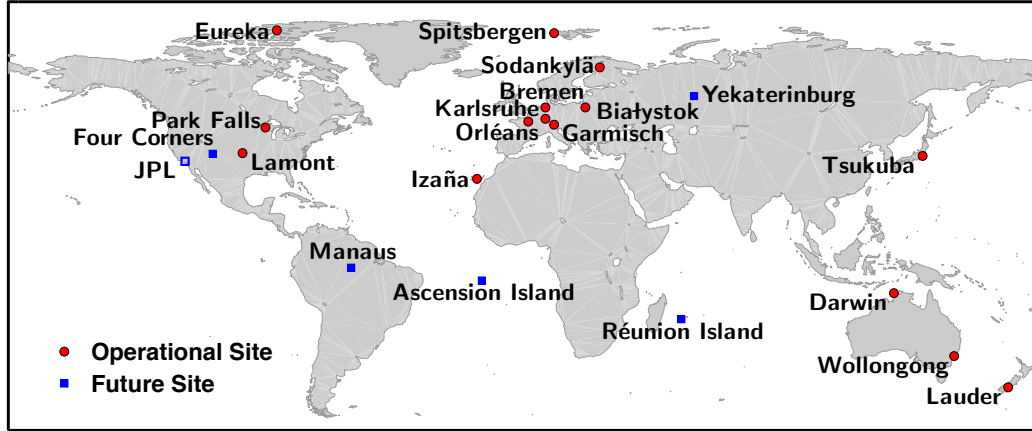 Eureka
Spitsbergen
Sodankylä
Bremen
Yekaterinburg
Karlsruhe
Białystok
Park Falls
Orléans
Garmisch
Four Corners
JPL
Lamont
Tsukuba
Izaña
Manaus
Ascension Island
Darwin
Réunion Island
Operational Site
Wollongong
Future Site
Lauder